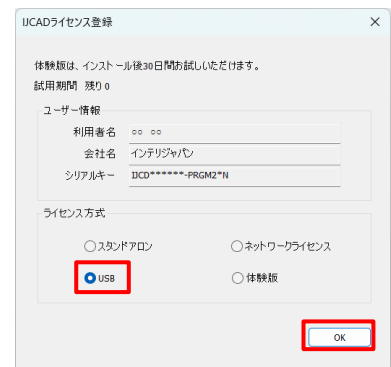 IJCADライセンス登録
体験版は、インストール後30日間お試しいただけます。
試用期間 残り 0
ユーザー情報
利用者名 ○○ ○○
会社名 インテリジャパン
シリアルキー IJCD******-PRGM2*N
ライセンス方式
スタンドアロン ネットワークライセンス
USB 体験版
OK